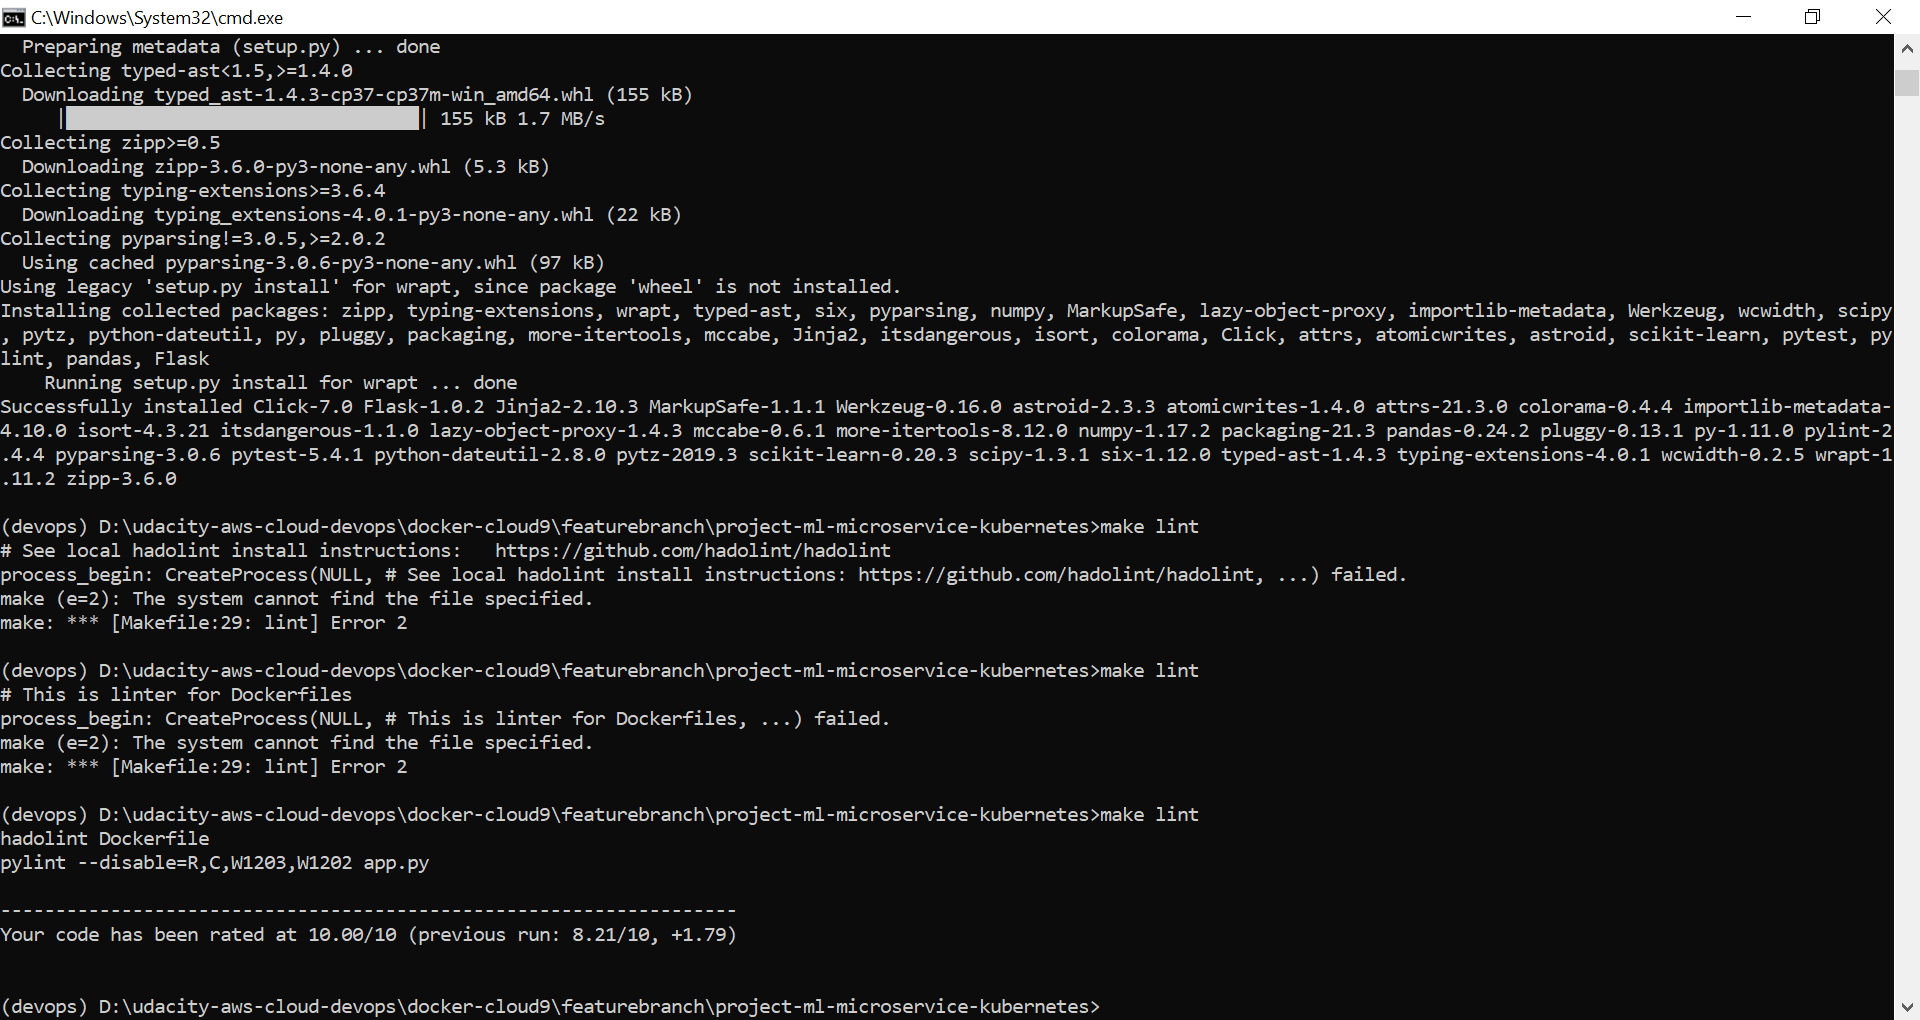 C:\Windows\System32\cmd.exe
  Preparing metadata (setup.py) ... done
Collecting typed-ast<1.5,>=1.4.0
  Downloading typed_ast-1.4.3-cp37-cp37m-win_amd64.whl (155 kB)
     |████████████████████████████████| 155 kB 1.7 MB/s
Collecting zipp>=0.5
  Downloading zipp-3.6.0-py3-none-any.whl (5.3 kB)
Collecting typing-extensions>=3.6.4
  Downloading typing_extensions-4.0.1-py3-none-any.whl (22 kB)
Collecting pyparsing!=3.0.5,>=2.0.2
  Using cached pyparsing-3.0.6-py3-none-any.whl (97 kB)
Using legacy 'setup.py install' for wrapt, since package 'wheel' is not installed.
Installing collected packages: zipp, typing-extensions, wrapt, typed-ast, six, pyparsing, numpy, MarkupSafe, lazy-object-proxy, importlib-metadata, Werkzeug, wcwidth, scipy
, pytz, python-dateutil, py, pluggy, packaging, more-itertools, mccabe, Jinja2, itsdangerous, isort, colorama, Click, attrs, atomicwrites, astroid, scikit-learn, pytest, py
lint, pandas, Flask
    Running setup.py install for wrapt ... done
Successfully installed Click-7.0 Flask-1.0.2 Jinja2-2.10.3 MarkupSafe-1.1.1 Werkzeug-0.16.0 astroid-2.3.3 atomicwrites-1.4.0 attrs-21.3.0 colorama-0.4.4 importlib-metadata-
4.10.0 isort-4.3.21 itsdangerous-1.1.0 lazy-object-proxy-1.4.3 mccabe-0.6.1 more-itertools-8.12.0 numpy-1.17.2 packaging-21.3 pandas-0.24.2 pluggy-0.13.1 py-1.11.0 pylint-2
.4.4 pyparsing-3.0.6 pytest-5.4.1 python-dateutil-2.8.0 pytz-2019.3 scikit-learn-0.20.3 scipy-1.3.1 six-1.12.0 typed-ast-1.4.3 typing-extensions-4.0.1 wcwidth-0.2.5 wrapt-1
.11.2 zipp-3.6.0
(devops) D:\udacity-aws-cloud-devops\docker-cloud9\featurebranch\project-ml-microservice-kubernetes>make lint
# See local hadolint install instructions:   https://github.com/hadolint/hadolint
process_begin: CreateProcess(NULL, # See local hadolint install instructions: https://github.com/hadolint/hadolint, ...) failed.
make (e=2): The system cannot find the file specified.
make: *** [Makefile:29: lint] Error 2
(devops) D:\udacity-aws-cloud-devops\docker-cloud9\featurebranch\project-ml-microservice-kubernetes>make lint
# This is linter for Dockerfiles
process_begin: CreateProcess(NULL, # This is linter for Dockerfiles, ...) failed.
make (e=2): The system cannot find the file specified.
make: *** [Makefile:29: lint] Error 2
(devops) D:\udacity-aws-cloud-devops\docker-cloud9\featurebranch\project-ml-microservice-kubernetes>make lint
hadolint Dockerfile
pylint --disable=R,C,W1203,W1202 app.py
-------------------------------------------------------------------
Your code has been rated at 10.00/10 (previous run: 8.21/10, +1.79)
(devops) D:\udacity-aws-cloud-devops\docker-cloud9\featurebranch\project-ml-microservice-kubernetes>